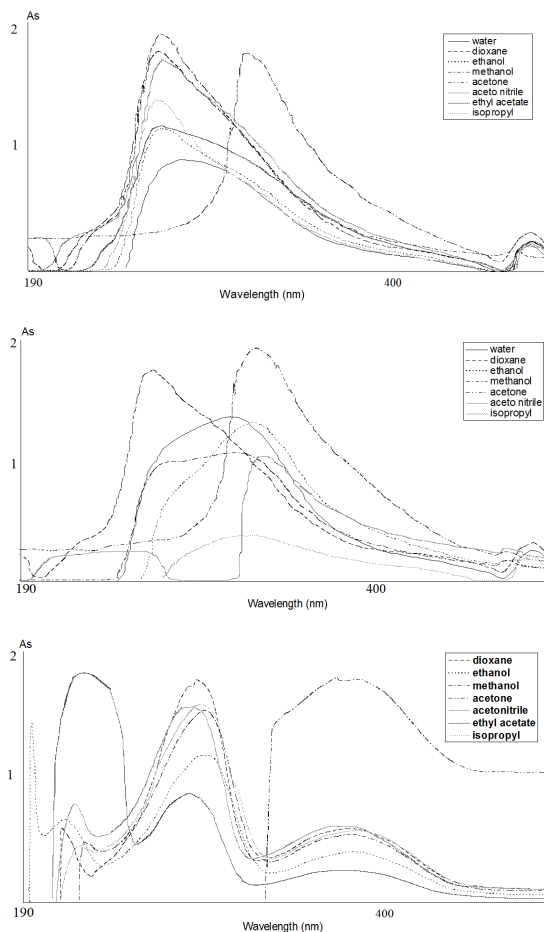 As
2
1
190
400
Wavelength (nm)
water
dioxane
ethanol
methanol
acetone
aceto nitrile
ethyl acetate
isopropyl
As
2
1
190
400
Wavelength (nm)
water
dioxane
ethanol
methanol
acetone
aceto nitrile
isopropyl
As
2
1
190
400
Wavelength (nm)
dioxane
ethanol
methanol
acetone
acetonitrile
ethyl acetate
isopropyl